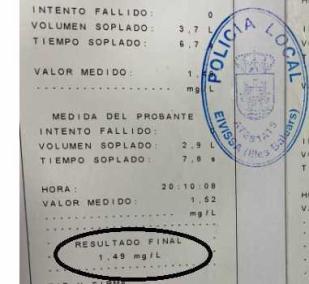 INTENTO FALLIDO: 0
VOLUMEN SOPLADO: 3,7 L
TIEMPO SOPLADO: 6,7
VALOR MEDIDO: 1,
mg L
MEDIDA DEL PROBANTE
INTENTO FALLIDO:
VOLUMEN SOPLADO: 2,9 L
TIEMPO SOPLADO: 7,8 s
HORA: 20:10:08
VALOR MEDIDO: 1,52
mg/L
RESULTADO FINAL
1,49 mg/L
POLICÍA LOCAL
EIVISSA (Illes Balears)